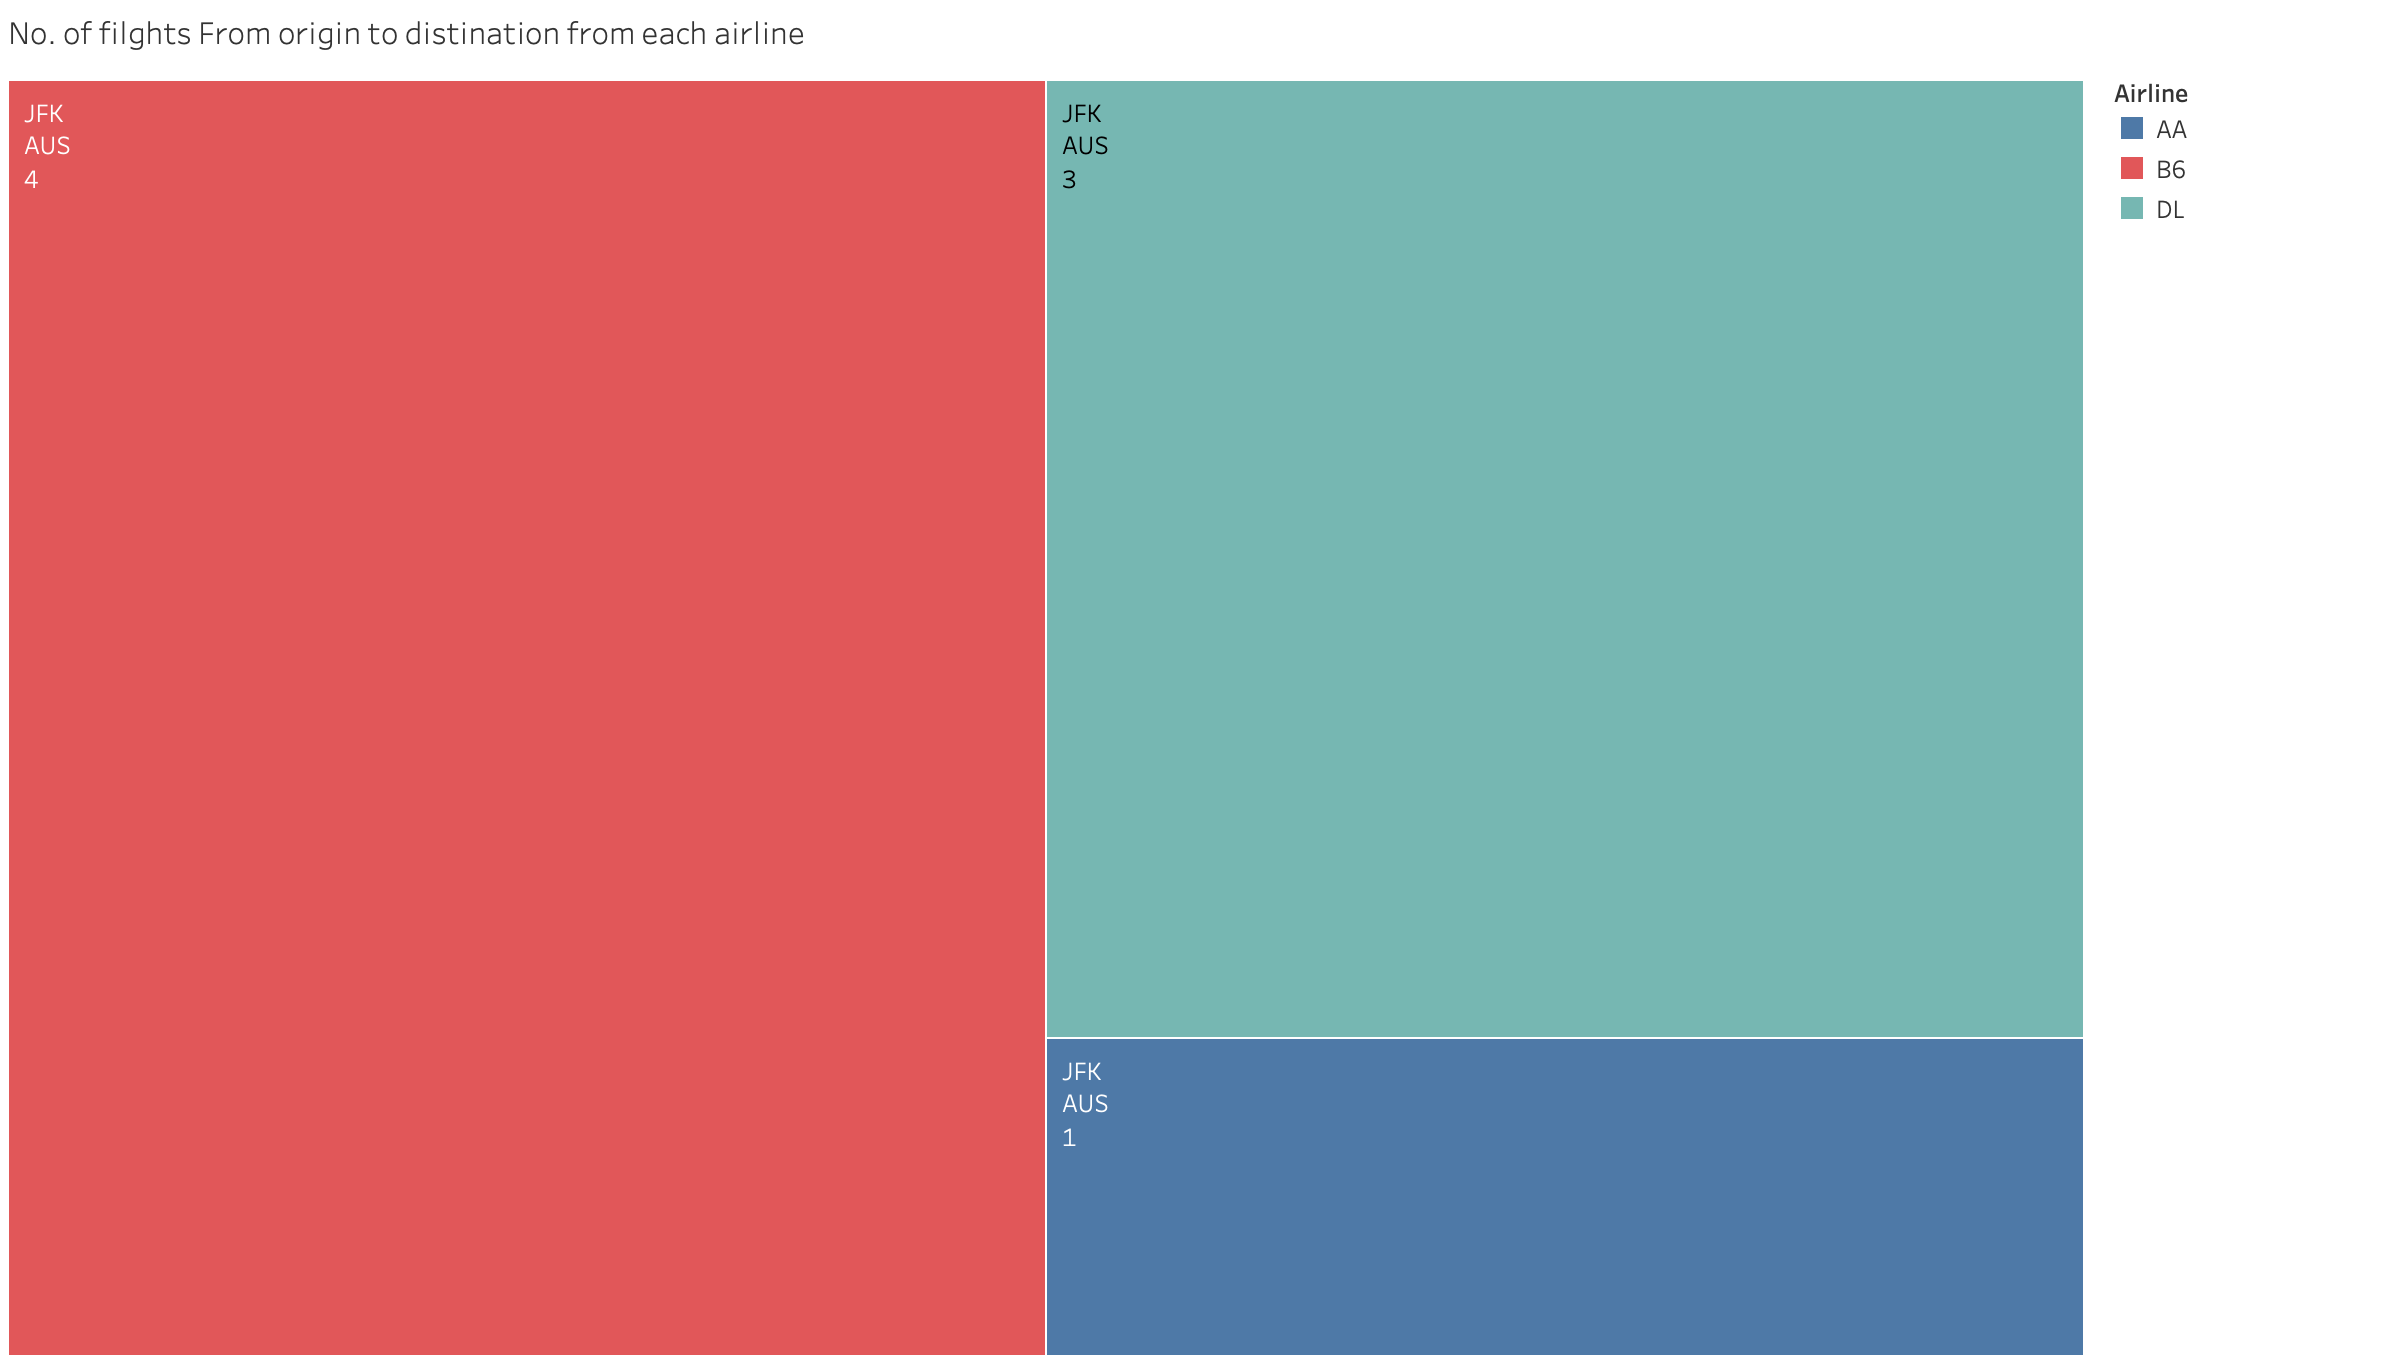 No. of filghts From origin to distination from each airline
JFK
AUS
4
JFK
AUS
3
JFK
AUS
1
Airline
AA
B6
DL